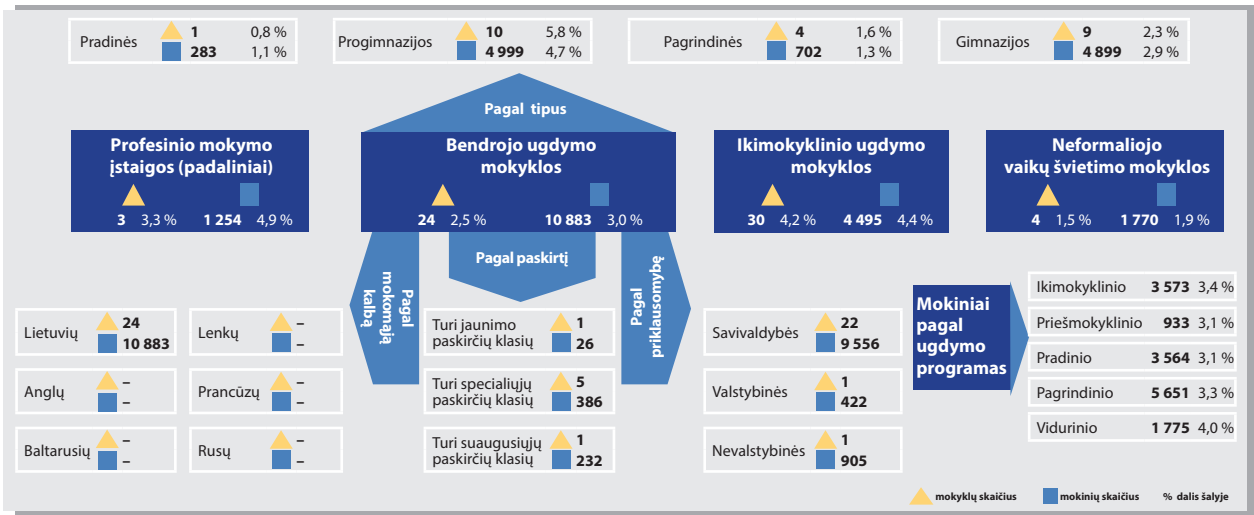 Pradinės
1 0,8 %
283 1,1 %
Progimnazijos
10 5,8 %
4 999 4,7 %
Pagrindinės
4 1,6 %
702 1,3 %
Gimnazijos
9 2,3 %
4 899 2,9 %
Pagal tipus
Profesinio mokymo
įstaigos (padaliniai)
3 3,3 % 1 254 4,9 %
Bendrojo ugdymo
mokyklos
24 2,5 % 10 883 3,0 %
Ikimokyklinio ugdymo
mokyklos
30 4,2 % 4 495 4,4 %
Neformaliojo
vaikų švietimo mokyklos
4 1,5 % 1 770 1,9 %
Pagal
mokomąją
kalbą
Pagal paskirtį
Pagal
priklausomybę
Lietuvių
24
10 883
Lenkų
–
–
Anglų
–
–
Prancūzų
–
–
Baltarusių
–
–
Rusų
–
–
Turi jaunimo
paskirčių klasių
1
26
Turi specialiųjų
paskirčių klasių
5
386
Turi suaugusiųjų
paskirčių klasių
1
232
Savivaldybės
22
9 556
Valstybinės
1
422
Nevalstybinės
1
905
Mokiniai
pagal
ugdymo
programas
Ikimokyklinio 3 573 3,4 %
Priešmokyklinio 933 3,1 %
Pradinio 3 564 3,1 %
Pagrindinio 5 651 3,3 %
Vidurinio 1 775 4,0 %
mokyklų skaičius mokinių skaičius % dalis šalyje